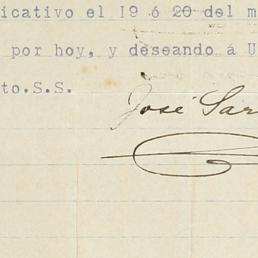 icativo el 19 ó 20 del m
por hoy, y deseando á U
to.S.S.
José Sar